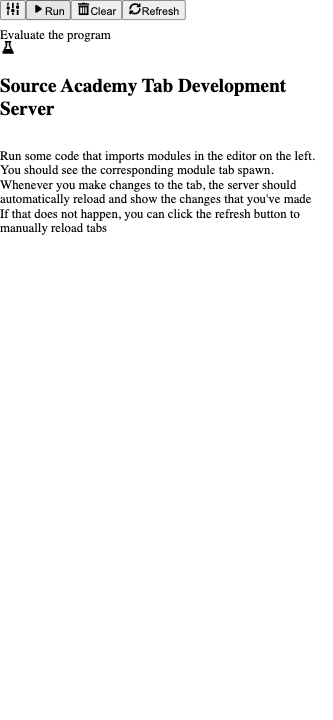 Run Clear Refresh
Evaluate the program
Source Academy Tab Development
Server
Run some code that imports modules in the editor on the left.
You should see the corresponding module tab spawn.
Whenever you make changes to the tab, the server should
automatically reload and show the changes that you've made
If that does not happen, you can click the refresh button to
manually reload tabs